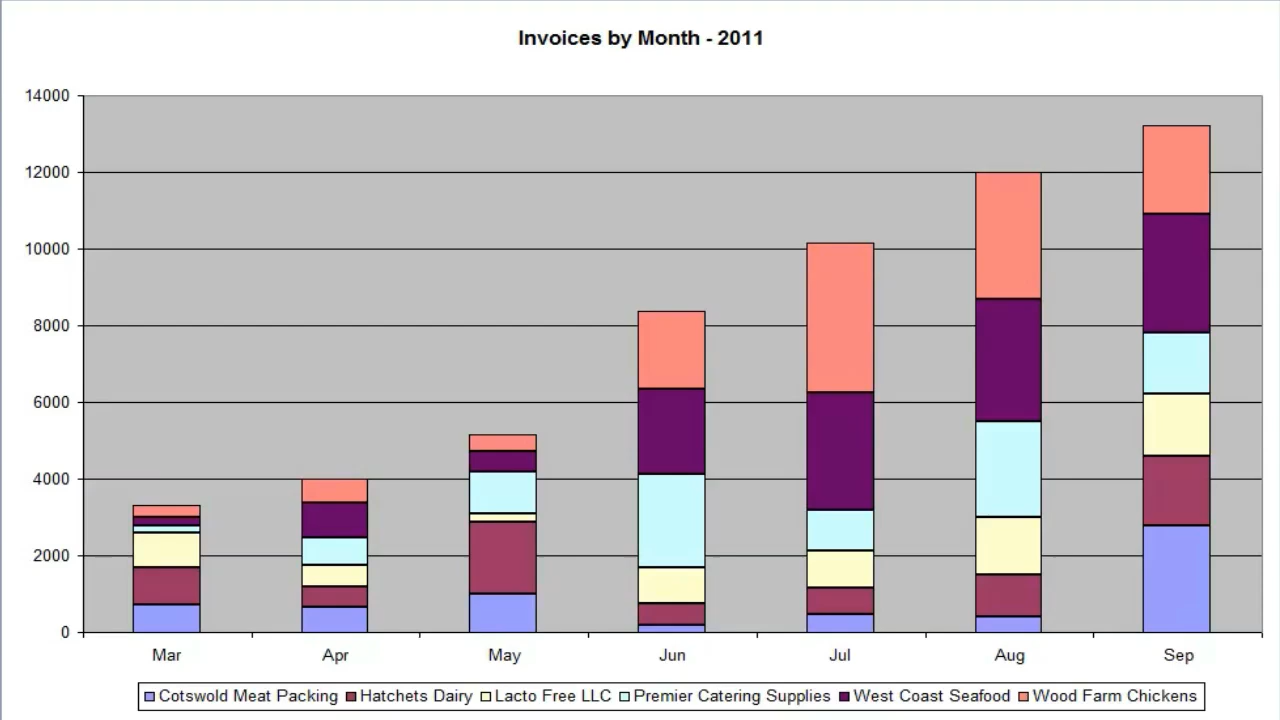 Invoices by Month - 2011
14000
12000
10000
8000
6000
4000
2000
0
Mar Apr May Jun Jul Aug Sep
Cotswold Meat Packing Hatchets Dairy Lacto Free LLC Premier Catering Supplies West Coast Seafood Wood Farm Chickens